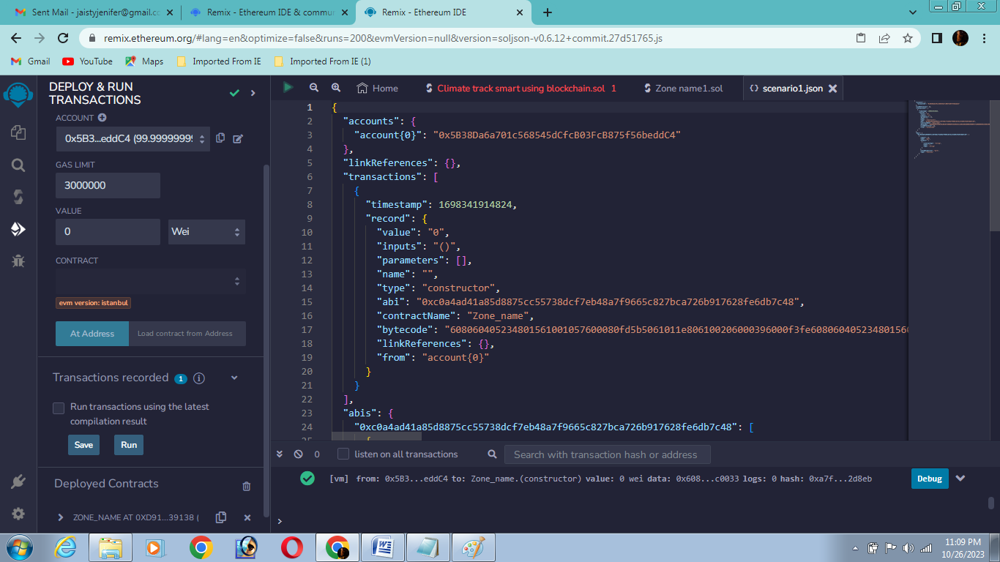 Sent Mail - jaistyjenifer@gmail.co
Remix - Ethereum IDE & commun
Remix - Ethereum IDE
remix.ethereum.org/#lang=en&optimize=false&runs=200&evmVersion=null&version=soljson-v0.6.12+commit.27d51765.js
Gmail
YouTube
Maps
Imported From IE
Imported From IE (1)
DEPLOY & RUN
TRANSACTIONS
ACCOUNT
0x5B3...eddC4 (99.9999999
GAS LIMIT
3000000
VALUE
0
Wei
CONTRACT
evm version: istanbul
At Address
Load contract from Address
Transactions recorded 1
Run transactions using the latest
compilation result
Save
Run
Deployed Contracts
ZONE_NAME AT 0XD91...39138 (
Home
Climate track smart using blockchain.sol 1
Zone name1.sol
{} scenario1.json
1 {
2 "accounts": {
3 "account{0}": "0x5B38Da6a701c568545dCfcB03FcB875f56beddC4"
4 },
5 "linkReferences": {},
6 "transactions": [
7 {
8 "timestamp": 1698341914824,
9 "record": {
10 "value": "0",
11 "inputs": "()",
12 "parameters": [],
13 "name": "",
14 "type": "constructor",
15 "abi": "0xc0a4ad41a85d8875cc55738dcf7eb48a7f9665c827bca726b917628fe6db7c48",
16 "contractName": "Zone_name",
17 "bytecode": "6080604052348015610010576000​80fd5b5061011e806100206000396000f3fe60806040523480156
18 "linkReferences": {},
19 "from": "account{0}"
20 }
21 }
22 ],
23 "abis": {
24 "0xc0a4ad41a85d8875cc55738dcf7eb48a7f9665c827bca726b917628fe6db7c48": [
25 {
0
listen on all transactions
Search with transaction hash or address
[vm] from: 0x5B3...eddC4 to: Zone_name.(constructor) value: 0 wei data: 0x608...c0033 logs: 0 hash: 0xa7f...2d8eb
Debug
>
11:09 PM
10/26/2023